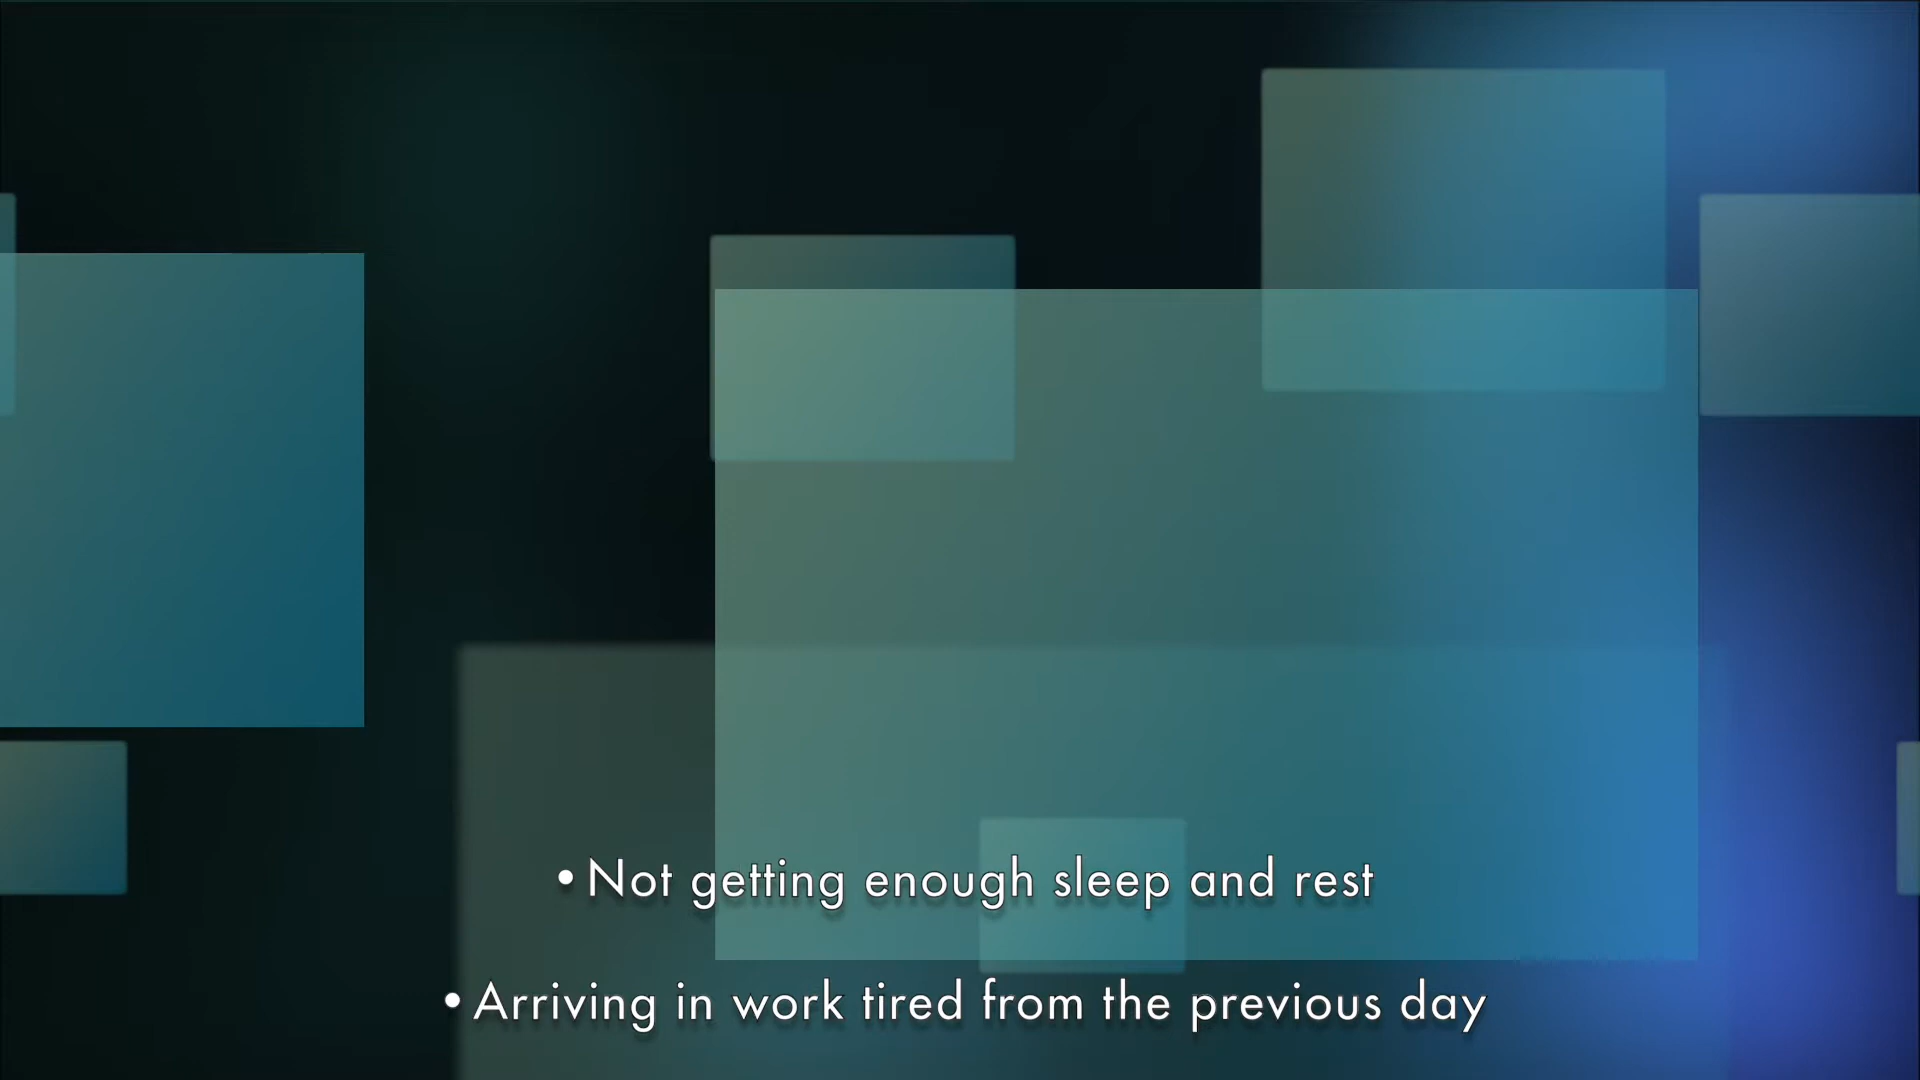 •Not getting enough sleep and rest
•Arriving in work tired from the previous day